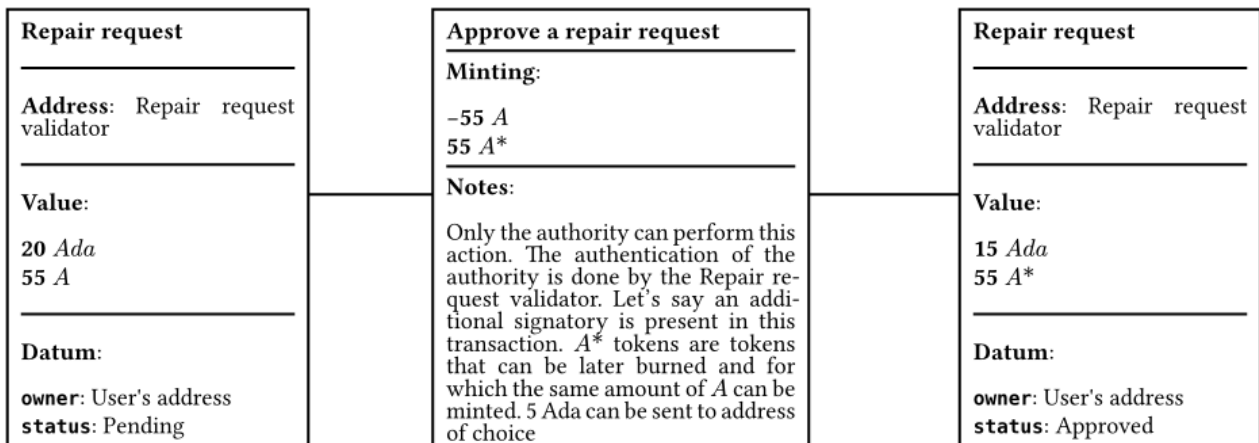 Repair request
Address: Repair request
validator
Value:
20 Ada
55 A
Datum:
owner: User's address
status: Pending
Approve a repair request
Minting:
–55 A
55 A*
Notes:
Only the authority can perform this
action. The authentication of the
authority is done by the Repair re-
quest validator. Let's say an addi-
tional signatory is present in this
transaction. A* tokens are tokens
that can be later burned and for
which the same amount of A can be
minted. 5 Ada can be sent to address
of choice
Repair request
Address: Repair request
validator
Value:
15 Ada
55 A*
Datum:
owner: User's address
status: Approved